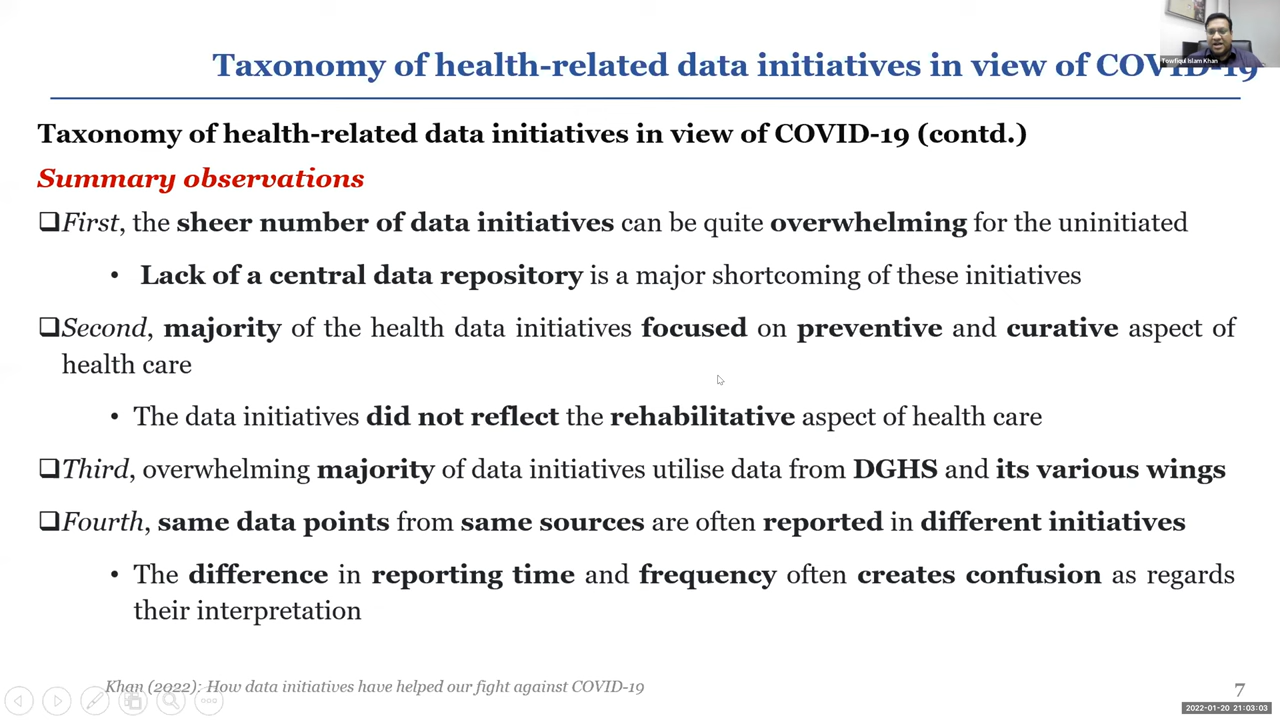 Taxonomy of health-related data initiatives in view of COVID-19
Towfiqul Islam Khan
Taxonomy of health-related data initiatives in view of COVID-19 (contd.)
Summary observations
❑First, the sheer number of data initiatives can be quite overwhelming for the uninitiated
• Lack of a central data repository is a major shortcoming of these initiatives
❑Second, majority of the health data initiatives focused on preventive and curative aspect of
health care
• The data initiatives did not reflect the rehabilitative aspect of health care
❑Third, overwhelming majority of data initiatives utilise data from DGHS and its various wings
❑Fourth, same data points from same sources are often reported in different initiatives
• The difference in reporting time and frequency often creates confusion as regards
their interpretation
Khan (2022): How data initiatives have helped our fight against COVID-19
7
2022-01-20 21:03:03